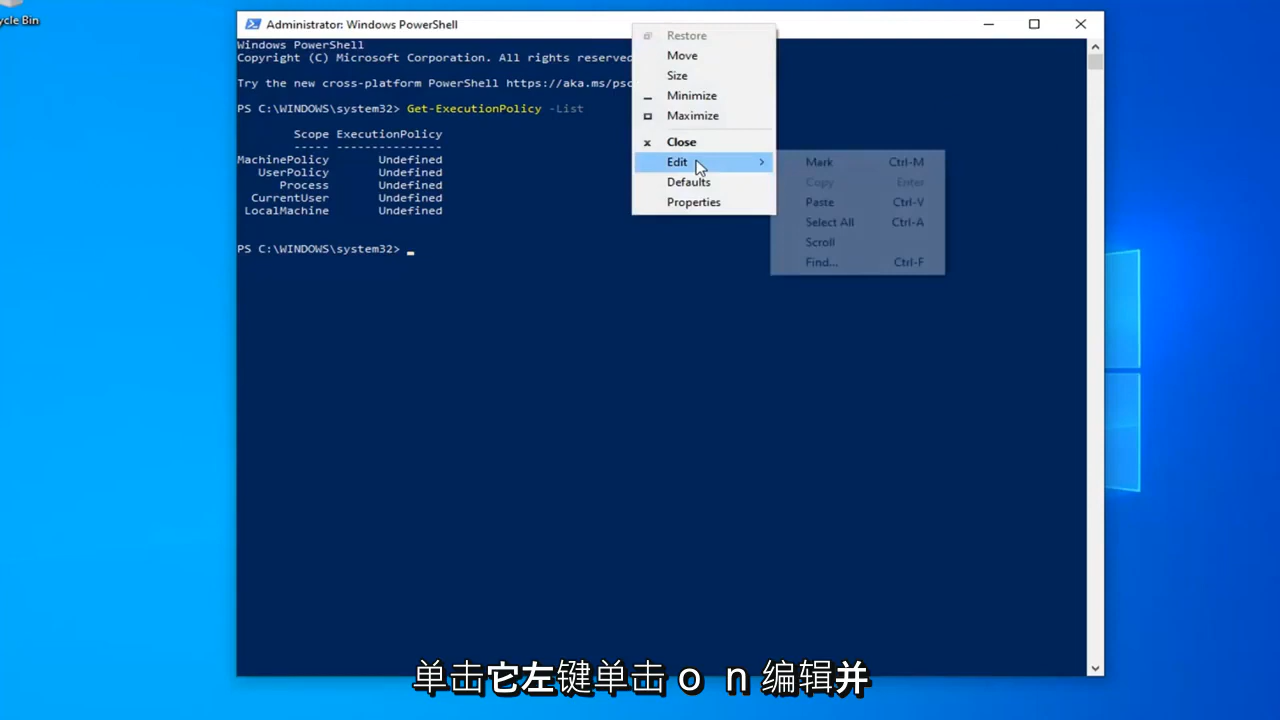 ycle Bin
Administrator: Windows PowerShell
Windows PowerShell
Copyright (C) Microsoft Corporation. All rights reserved
Try the new cross-platform PowerShell https://aka.ms/psc
PS C:\WINDOWS\system32> Get-ExecutionPolicy -List
Scope ExecutionPolicy
----- ---------------
MachinePolicy Undefined
UserPolicy Undefined
Process Undefined
CurrentUser Undefined
LocalMachine Undefined
PS C:\WINDOWS\system32>
Restore
Move
Size
Minimize
Maximize
Close
Edit
Defaults
Properties
Mark Ctrl-M
Copy Enter
Paste Ctrl-V
Select All Ctrl-A
Scroll
Find... Ctrl-F
单击它左键单击 o n 编辑并